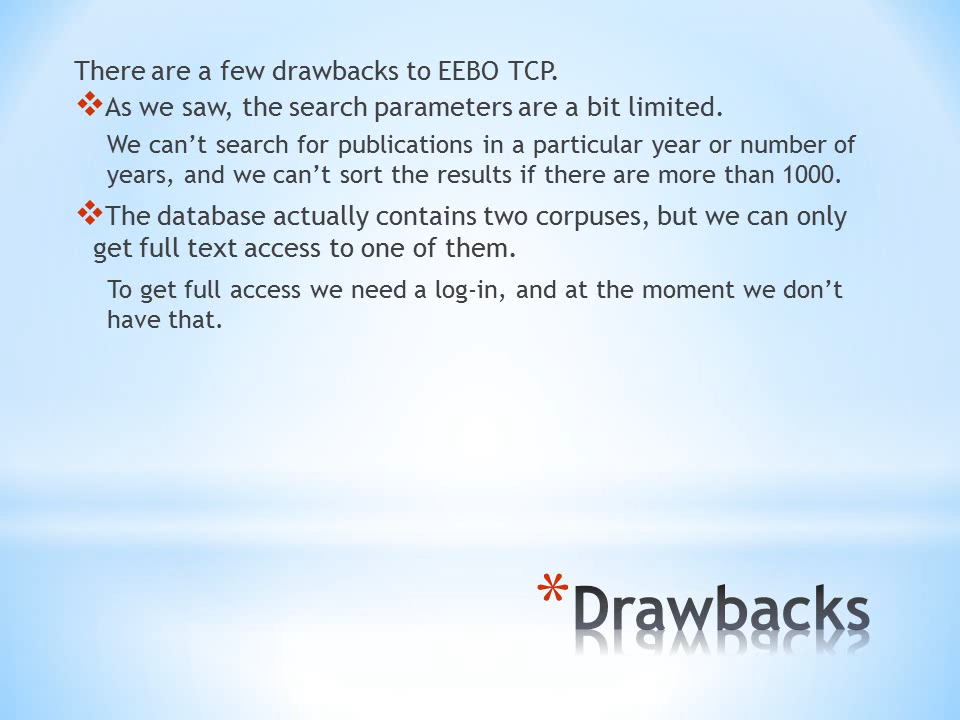 There are a few drawbacks to EEBO TCP.
❖As we saw, the search parameters are a bit limited.
We can’t search for publications in a particular year or number of
years, and we can’t sort the results if there are more than 1000.
❖The database actually contains two corpuses, but we can only
get full text access to one of them.
To get full access we need a log-in, and at the moment we don’t
have that.
*Drawbacks